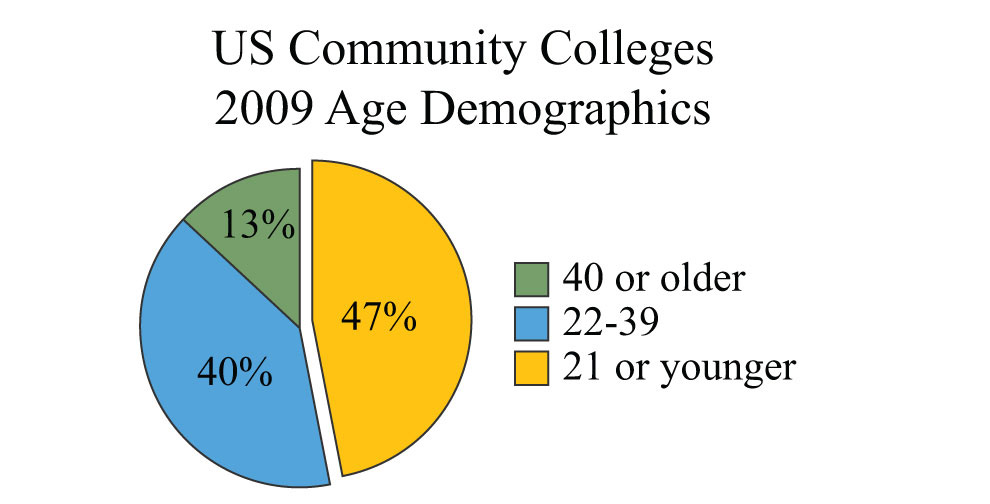 US Community Colleges
2009 Age Demographics
13%
47%
40%
40 or older
22-39
21 or younger